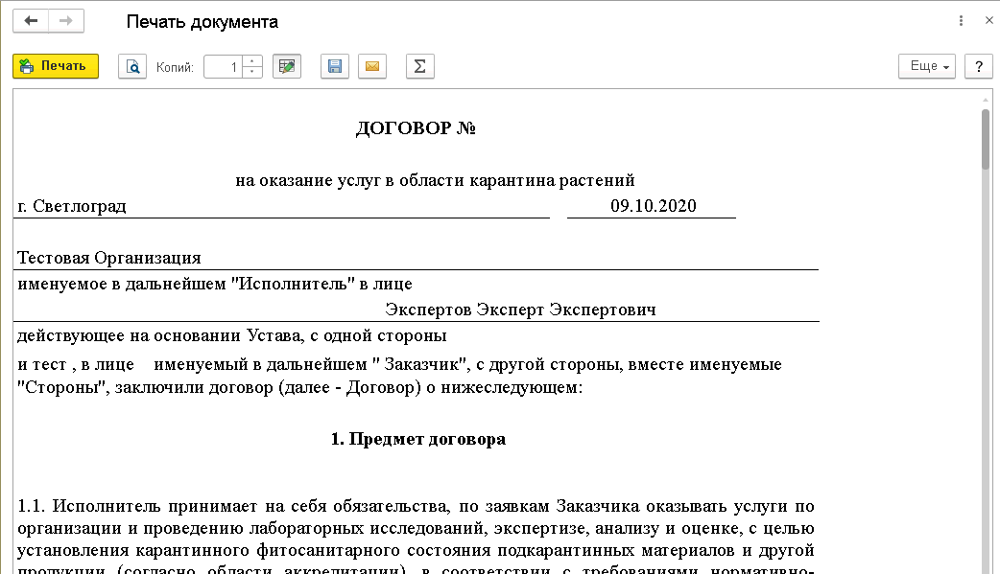 Печать документа
Печать Копий: 1 Σ Еще ?
ДОГОВОР №
на оказание услуг в области карантина растений
г. Светлоград 09.10.2020
Тестовая Организация
именуемое в дальнейшем "Исполнитель" в лице
Экспертов Эксперт Экспертович
действующее на основании Устава, с одной стороны
и тест , в лице именуемый в дальнейшем " Заказчик", с другой стороны, вместе именуемые
"Стороны", заключили договор (далее - Договор) о нижеследующем:
1. Предмет договора
1.1. Исполнитель принимает на себя обязательства, по заявкам Заказчика оказывать услуги по
организации и проведению лабораторных исследований, экспертизе, анализу и оценке, с целью
установления карантинного фитосанитарного состояния подкарантинных материалов и другой
продукции (согласно области аккредитации), в соответствии с требованиями нормативно-